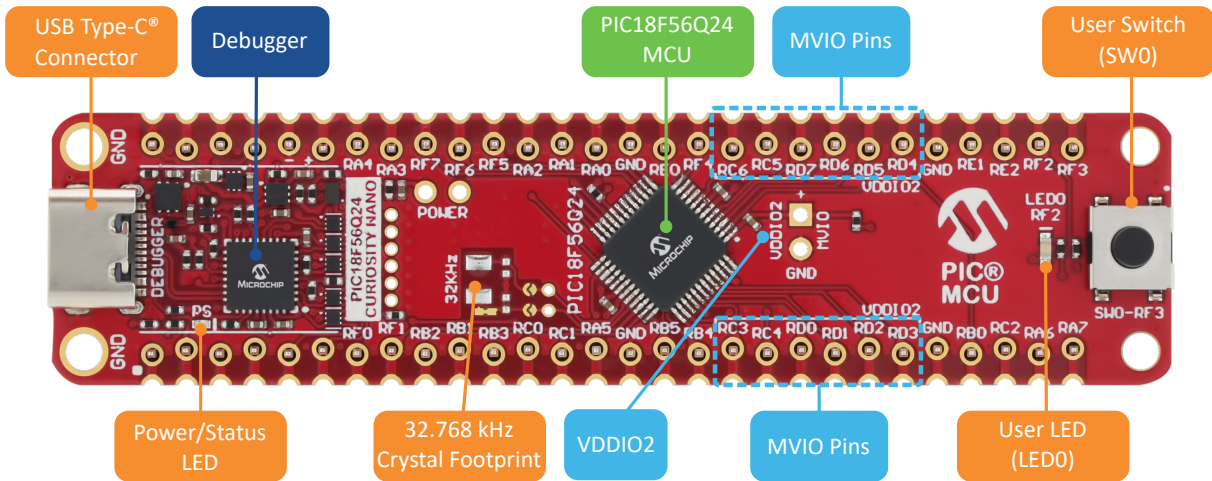 USB Type-C®
Connector
Debugger
PIC18F56Q24
MCU
MVIO Pins
User Switch
(SW0)
GND
- +
RA4
RA3
RF7
RF6
RF5
RA2
RA1
RA0
GND
RE0
RF4
RC6
RC5
RD7
RD6
RD5
RD4
GND
RE1
RE2
RF2
RF3
VDDIO2
DEBUGGER
MICROCHIP
PIC18F56Q24
CURIOSITY NANO
POWER
32KHz
PIC18F56Q24
MICROCHIP
VDDIO2
+
MVIO
GND
PIC®
MCU
LED0
RF2
SW0-RF3
PS
GND
VDDIO2
RF0
RF1
RB2
RB1
RB3
RC0
RC1
RA5
GND
RB5
RB4
RC3
RC4
RD0
RD1
RD2
RD3
GND
RB0
RC2
RA6
RA7
Power/Status
LED
32.768 kHz
Crystal Footprint
VDDIO2
MVIO Pins
User LED
(LED0)